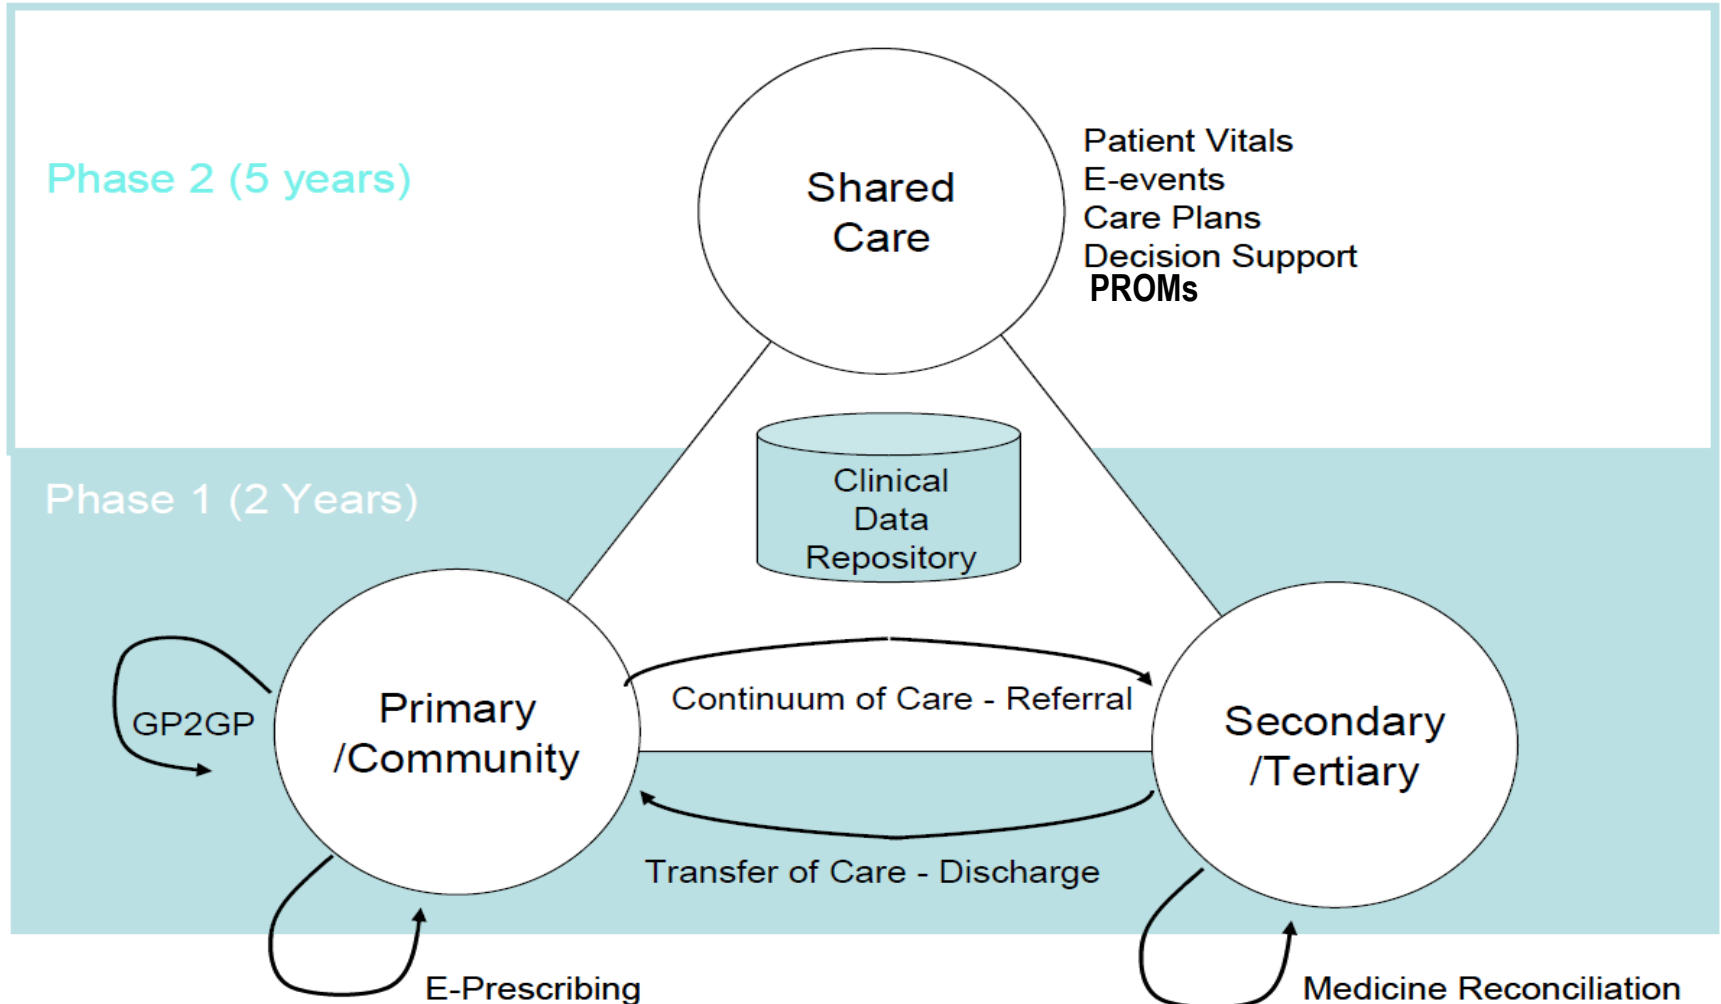 Phase 2 (5 years)
Shared
Care
Patient Vitals
E-events
Care Plans
Decision Support
PROMs
Phase 1 (2 Years)
Clinical
Data
Repository
GP2GP
Primary
/Community
Continuum of Care - Referral
Secondary
/Tertiary
Transfer of Care - Discharge
E-Prescribing
Medicine Reconciliation